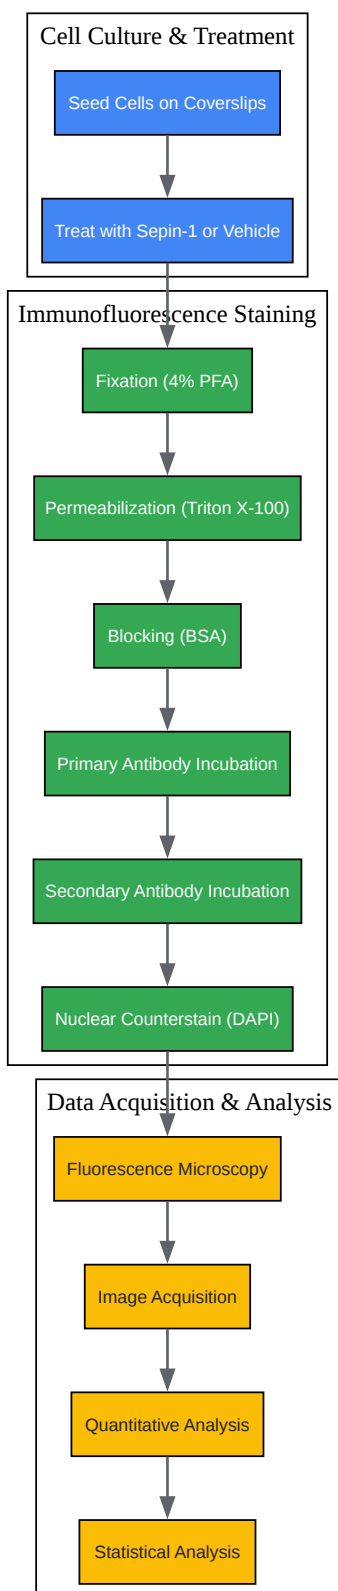 Cell Culture & Treatment
Seed Cells on Coverslips
Treat with Sepin-1 or Vehicle
Immunofluorescence Staining
Fixation (4% PFA)
Permeabilization (Triton X-100)
Blocking (BSA)
Primary Antibody Incubation
Secondary Antibody Incubation
Nuclear Counterstain (DAPI)
Data Acquisition & Analysis
Fluorescence Microscopy
Image Acquisition
Quantitative Analysis
Statistical Analysis